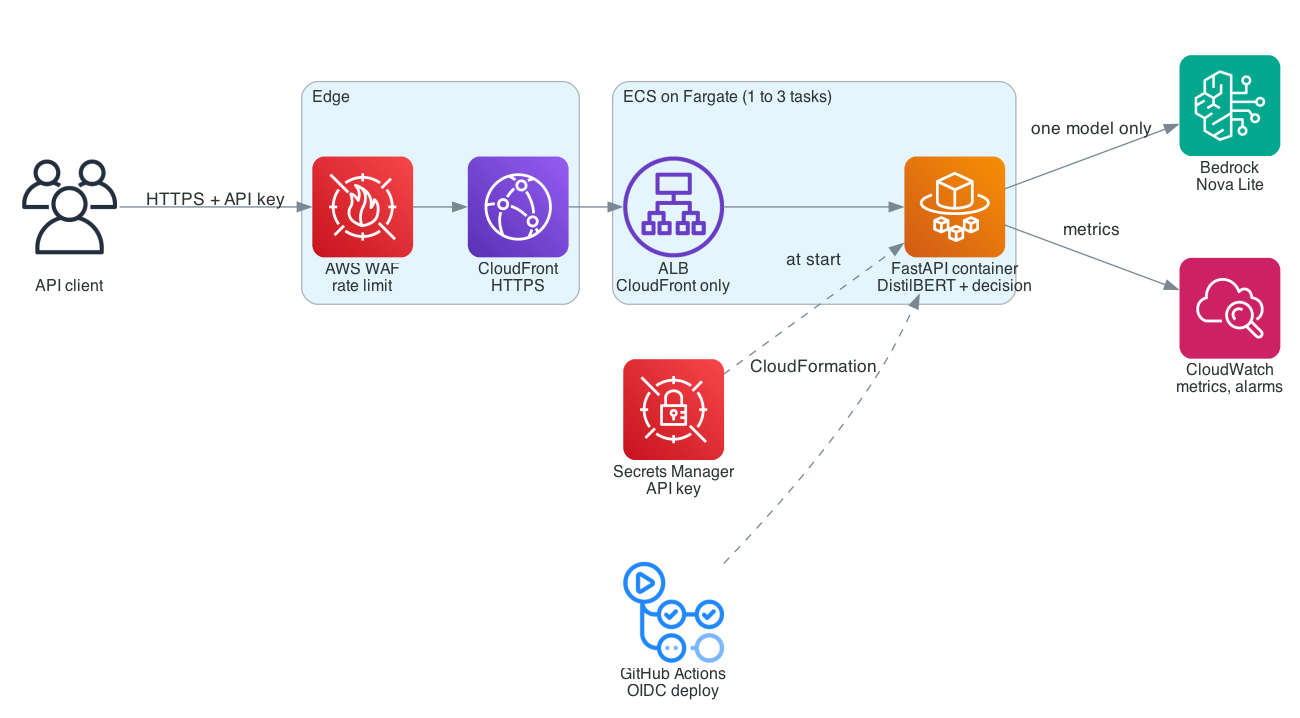 Edge
ECS on Fargate (1 to 3 tasks)
HTTPS + API key
API client
AWS WAF
rate limit
CloudFront
HTTPS
ALB
CloudFront only
FastAPI container
DistilBERT + decision
one model only
Bedrock
Nova Lite
metrics
CloudWatch
metrics, alarms
at start
CloudFormation
Secrets Manager
API key
GitHub Actions
OIDC deploy